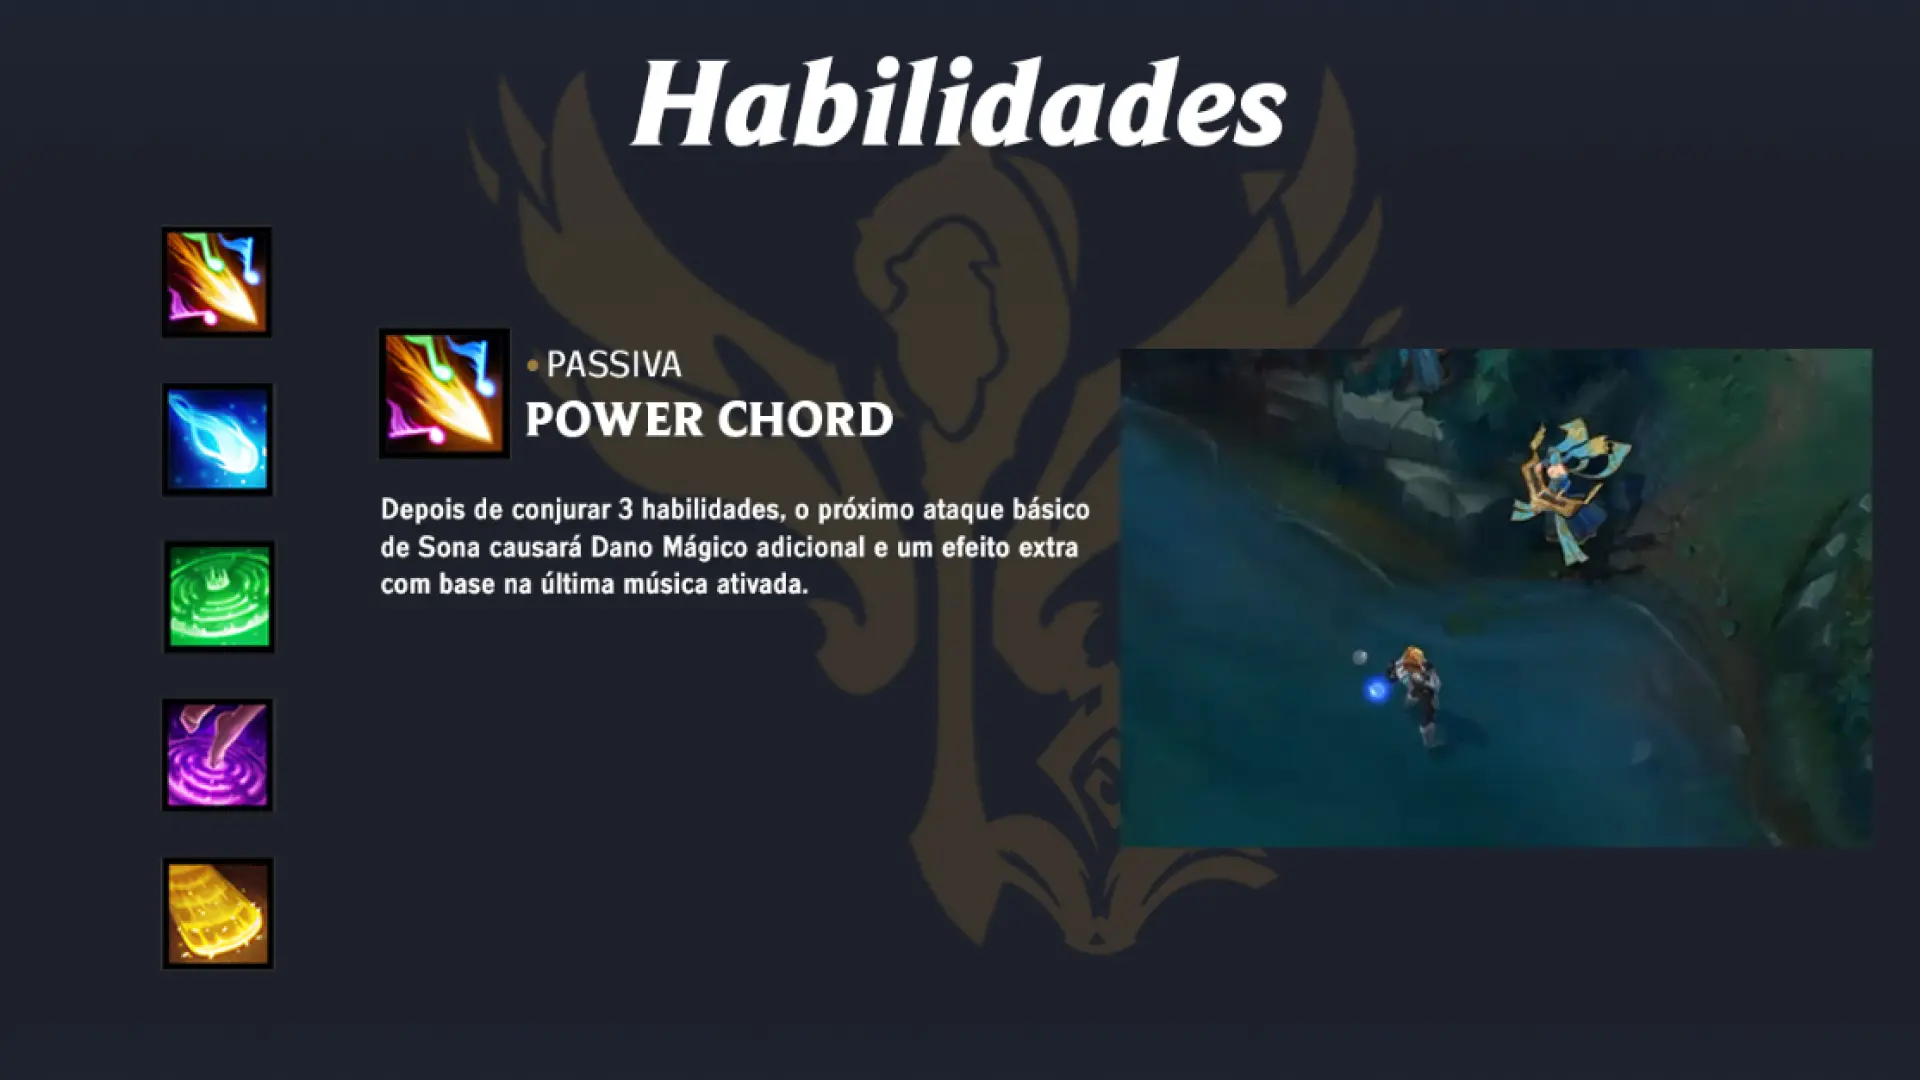 Habilidades
• PASSIVA
POWER CHORD
Depois de conjurar 3 habilidades, o próximo ataque básico
de Sona causará Dano Mágico adicional e um efeito extra
com base na última música ativada.